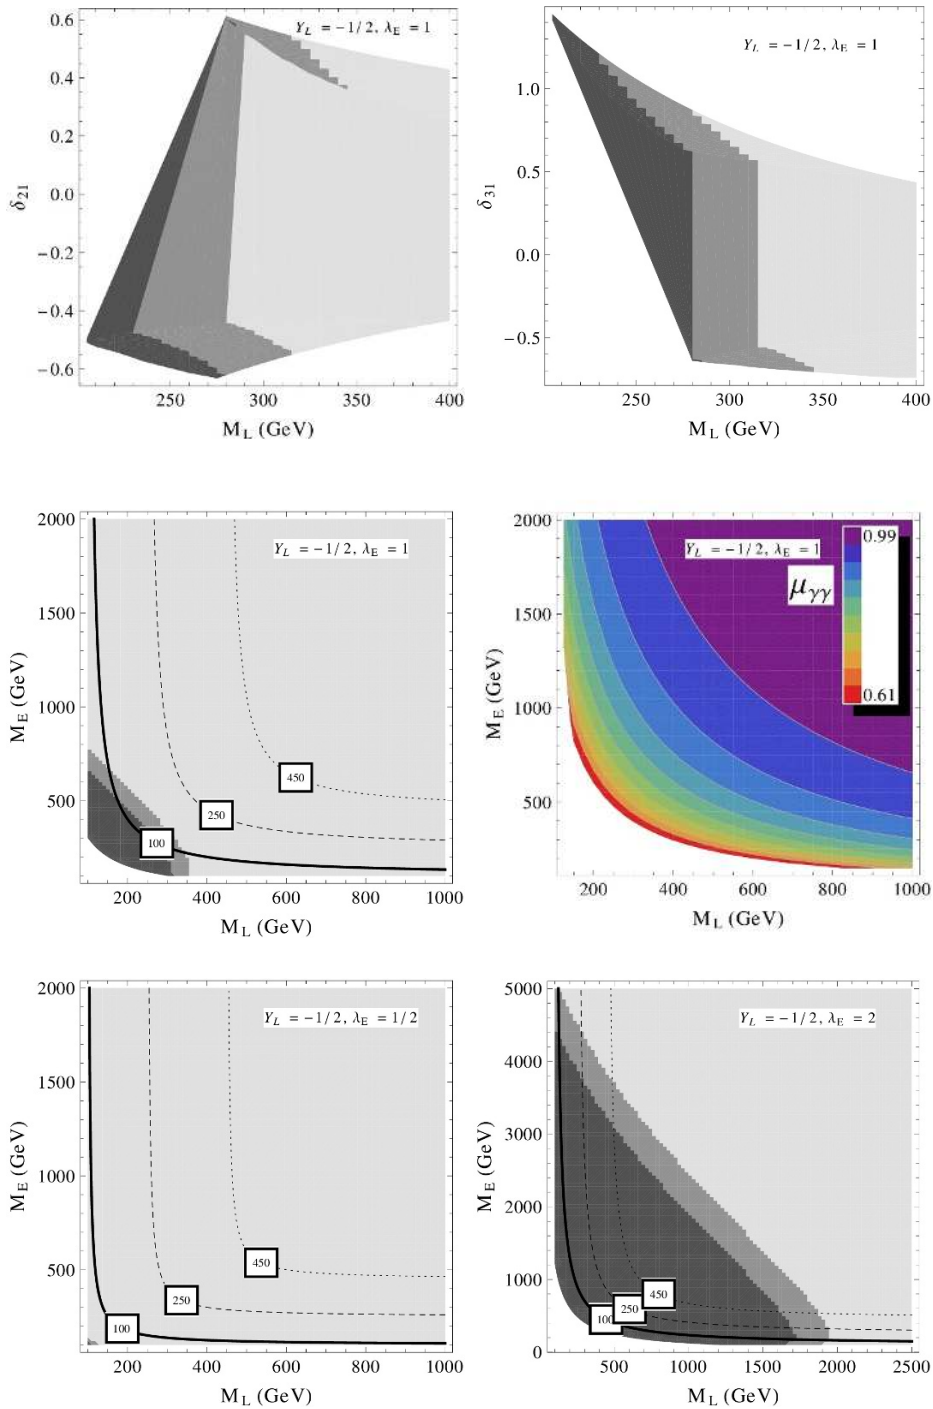 Y_L = −1/2, λ_E = 1
0.6
0.4
0.2
0.0
−0.2
−0.4
−0.6
δ₂₁
250 300 350 400
M_L (GeV)
Y_L = −1/2, λ_E = 1
1.0
0.5
0.0
−0.5
δ₃₁
250 300 350 400
M_L (GeV)
Y_L = −1/2, λ_E = 1
2000
1500
1000
500
M_E (GeV)
450
250
100
200 400 600 800 1000
M_L (GeV)
Y_L = −1/2, λ_E = 1
μ_γγ
0.99
0.61
2000
1500
1000
500
M_E (GeV)
200 400 600 800 1000
M_L (GeV)
Y_L = −1/2, λ_E = 1/2
2000
1500
1000
500
M_E (GeV)
450
250
100
200 400 600 800 1000
M_L (GeV)
Y_L = −1/2, λ_E = 2
5000
4000
3000
2000
1000
0
M_E (GeV)
450
250
100
500 1000 1500 2000 2500
M_L (GeV)